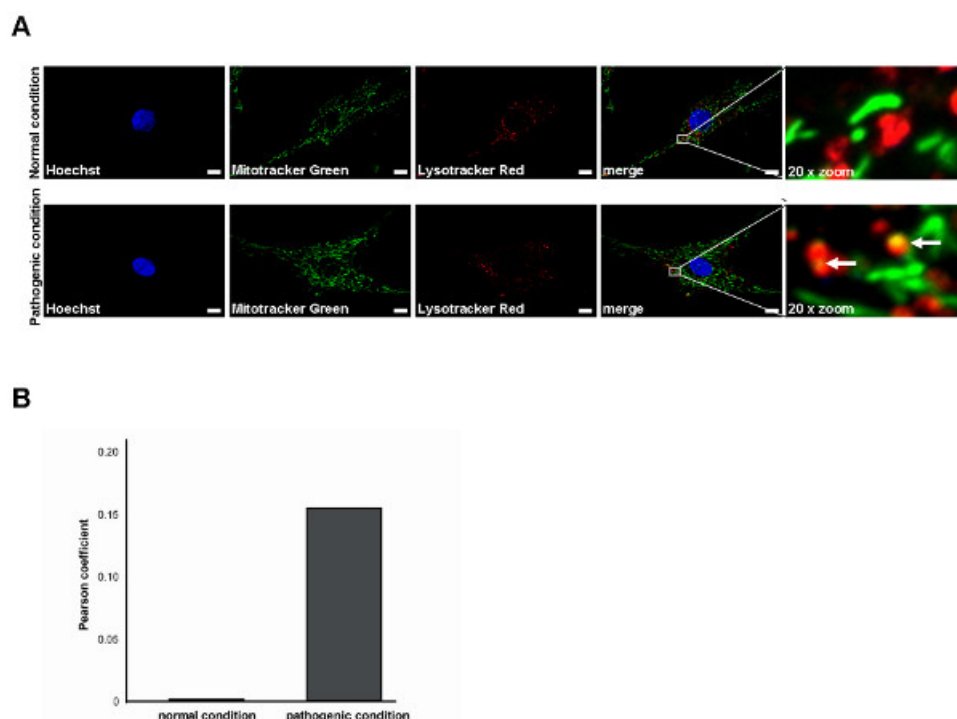 A
Normal condition
Hoechst
Mitotracker Green
Lysotracker Red
merge
20 x zoom
Pathogenic condition
Hoechst
Mitotracker Green
Lysotracker Red
merge
20 x zoom
B
Pearson coefficient
0.20
0.15
0.10
0.05
0
normal condition
pathogenic condition